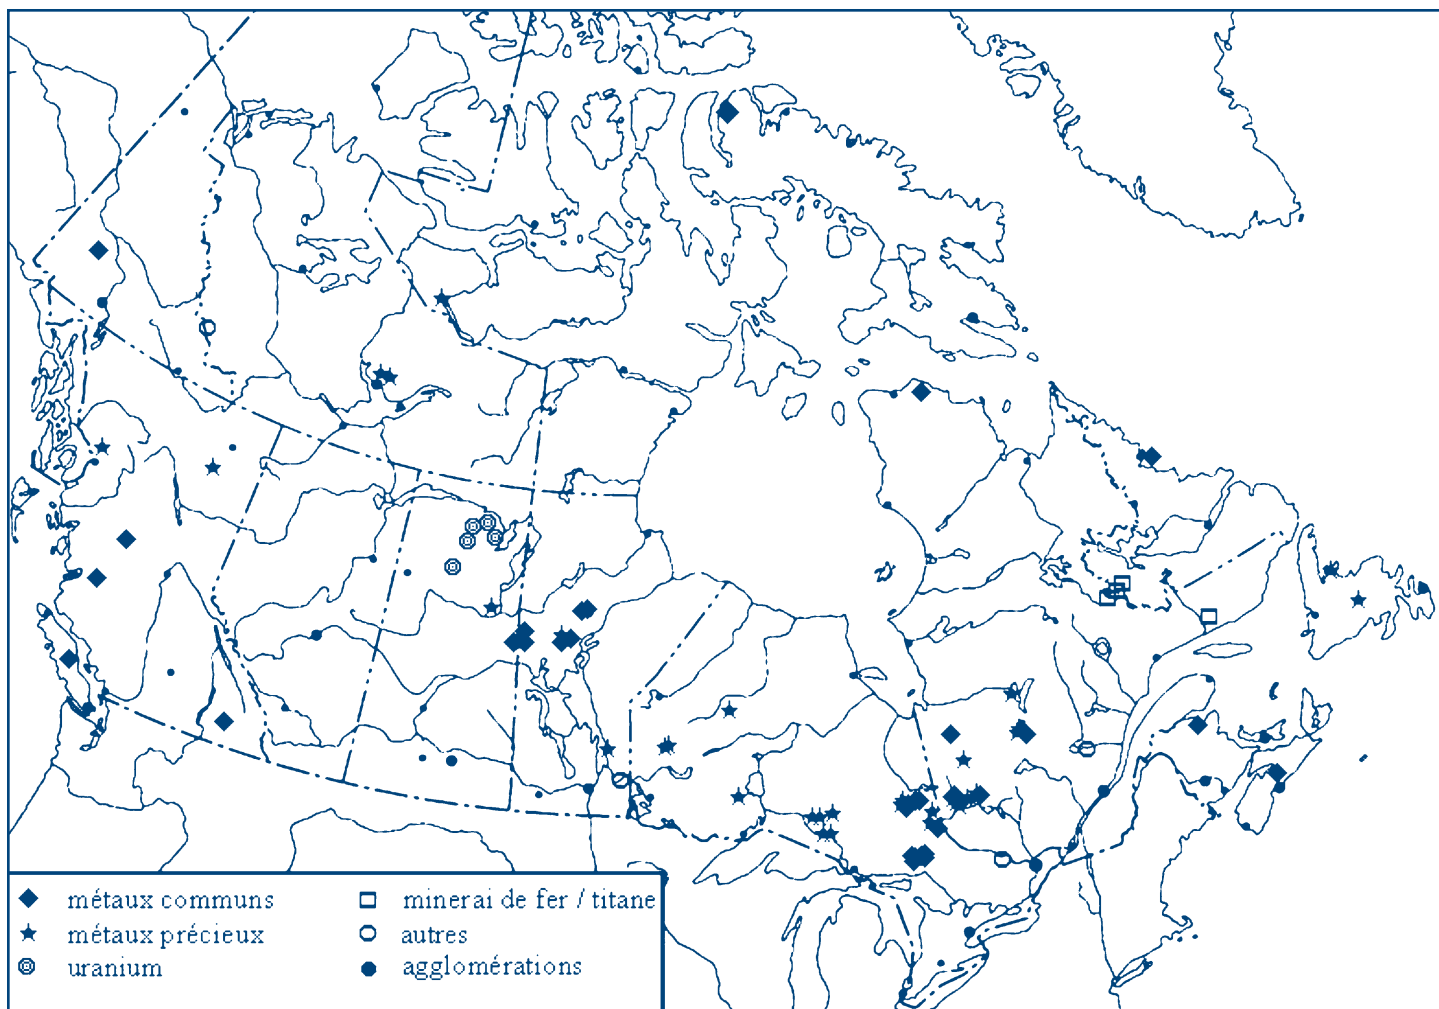 métaux communs
métaux précieux
uranium
minerai de fer / titane
autres
agglomérations